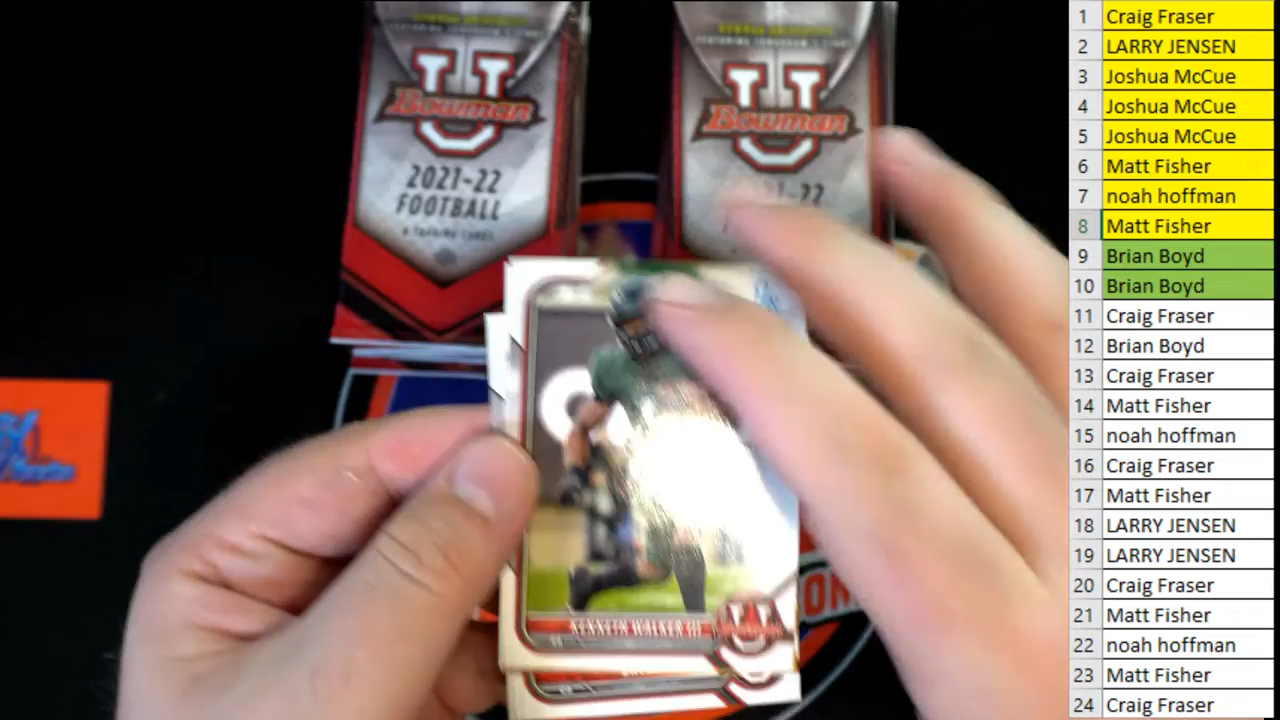 U
Bowman
2021-22
FOOTBALL
U
Bowman
KENNETH WALKER III
ON
1 Craig Fraser
2 LARRY JENSEN
3 Joshua McCue
4 Joshua McCue
5 Joshua McCue
6 Matt Fisher
7 noah hoffman
8 Matt Fisher
9 Brian Boyd
10 Brian Boyd
11 Craig Fraser
12 Brian Boyd
13 Craig Fraser
14 Matt Fisher
15 noah hoffman
16 Craig Fraser
17 Matt Fisher
18 LARRY JENSEN
19 LARRY JENSEN
20 Craig Fraser
21 Matt Fisher
22 noah hoffman
23 Matt Fisher
24 Craig Fraser